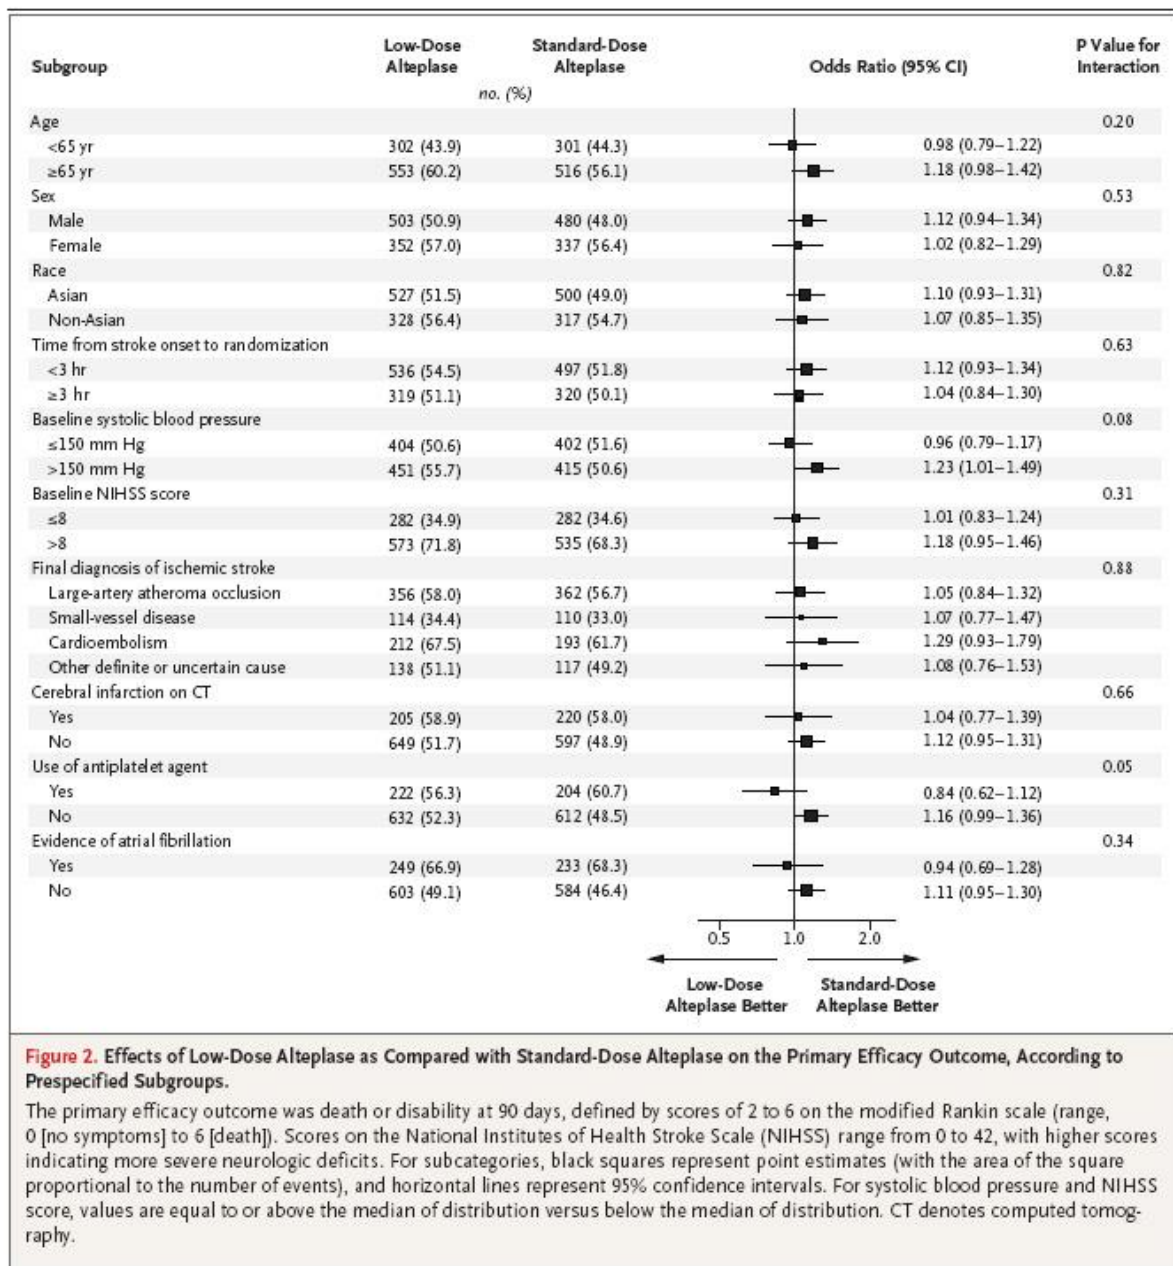 Subgroup Low-Dose Alteplase Standard-Dose Alteplase Odds Ratio (95% CI) P Value for Interaction
no. (%)
Age 0.20
<65 yr 302 (43.9) 301 (44.3) 0.98 (0.79–1.22)
≥65 yr 553 (60.2) 516 (56.1) 1.18 (0.98–1.42)
Sex 0.53
Male 503 (50.9) 480 (48.0) 1.12 (0.94–1.34)
Female 352 (57.0) 337 (56.4) 1.02 (0.82–1.29)
Race 0.82
Asian 527 (51.5) 500 (49.0) 1.10 (0.93–1.31)
Non-Asian 328 (56.4) 317 (54.7) 1.07 (0.85–1.35)
Time from stroke onset to randomization 0.63
<3 hr 536 (54.5) 497 (51.8) 1.12 (0.93–1.34)
≥3 hr 319 (51.1) 320 (50.1) 1.04 (0.84–1.30)
Baseline systolic blood pressure 0.08
≤150 mm Hg 404 (50.6) 402 (51.6) 0.96 (0.79–1.17)
>150 mm Hg 451 (55.7) 415 (50.6) 1.23 (1.01–1.49)
Baseline NIHSS score 0.31
≤8 282 (34.9) 282 (34.6) 1.01 (0.83–1.24)
>8 573 (71.8) 535 (68.3) 1.18 (0.95–1.46)
Final diagnosis of ischemic stroke 0.88
Large-artery atheroma occlusion 356 (58.0) 362 (56.7) 1.05 (0.84–1.32)
Small-vessel disease 114 (34.4) 110 (33.0) 1.07 (0.77–1.47)
Cardioembolism 212 (67.5) 193 (61.7) 1.29 (0.93–1.79)
Other definite or uncertain cause 138 (51.1) 117 (49.2) 1.08 (0.76–1.53)
Cerebral infarction on CT 0.66
Yes 205 (58.9) 220 (58.0) 1.04 (0.77–1.39)
No 649 (51.7) 597 (48.9) 1.12 (0.95–1.31)
Use of antiplatelet agent 0.05
Yes 222 (56.3) 204 (60.7) 0.84 (0.62–1.12)
No 632 (52.3) 612 (48.5) 1.16 (0.99–1.36)
Evidence of atrial fibrillation 0.34
Yes 249 (66.9) 233 (68.3) 0.94 (0.69–1.28)
No 603 (49.1) 584 (46.4) 1.11 (0.95–1.30)
0.5 1.0 2.0
Low-Dose Alteplase Better Standard-Dose Alteplase Better
Figure 2. Effects of Low-Dose Alteplase as Compared with Standard-Dose Alteplase on the Primary Efficacy Outcome, According to
Prespecified Subgroups.
The primary efficacy outcome was death or disability at 90 days, defined by scores of 2 to 6 on the modified Rankin scale (range,
0 [no symptoms] to 6 [death]). Scores on the National Institutes of Health Stroke Scale (NIHSS) range from 0 to 42, with higher scores
indicating more severe neurologic deficits. For subcategories, black squares represent point estimates (with the area of the square
proportional to the number of events), and horizontal lines represent 95% confidence intervals. For systolic blood pressure and NIHSS
score, values are equal to or above the median of distribution versus below the median of distribution. CT denotes computed tomog-
raphy.